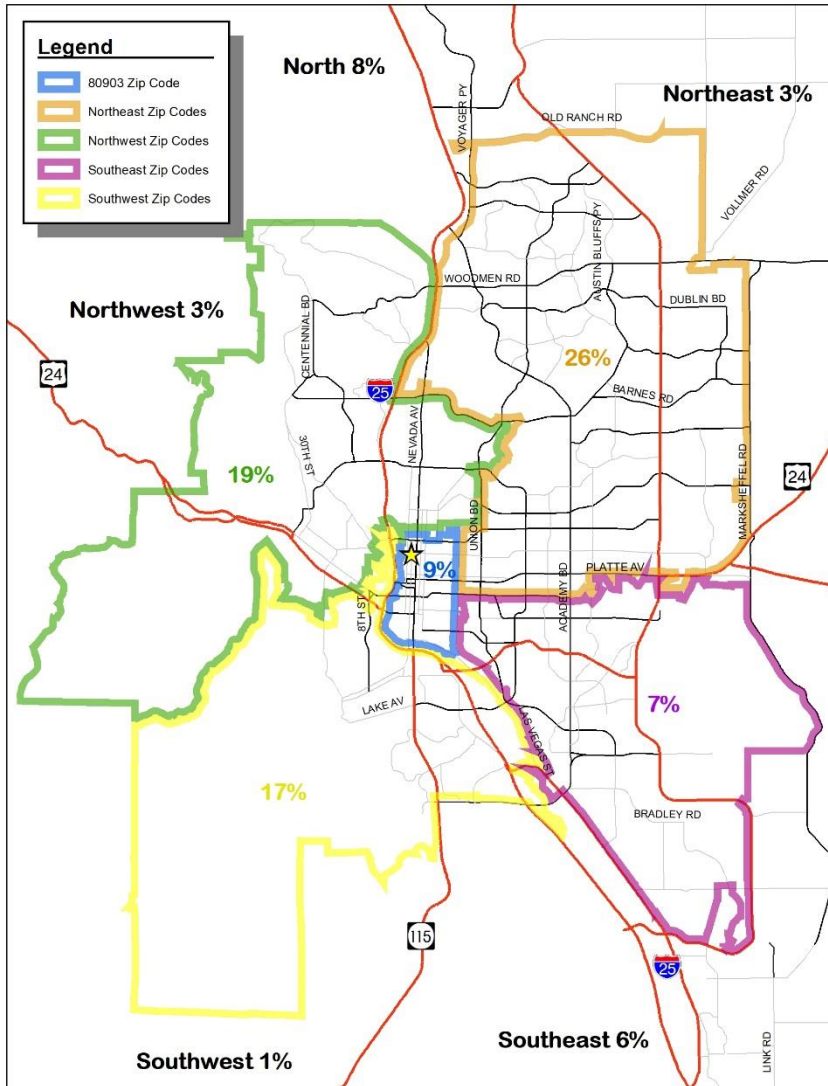 Legend
80903 Zip Code
Northeast Zip Codes
Northwest Zip Codes
Southeast Zip Codes
Southwest Zip Codes
North 8%
Northeast 3%
VOYAGER PY
OLD RANCH RD
VOLLMER RD
AUSTIN BLUFFS PY
WOODMEN RD
DUBLIN BD
Northwest 3%
CENTENNIAL BD
26%
24
25
BARNES RD
NEVADA AV
30TH ST
19%
MARKSHEFFEL RD
24
UNION BD
9%
PLATTE AV
ACADEMY BD
8TH ST
LAKE AV
7%
LAS VEGAS ST
17%
BRADLEY RD
115
25
Southeast 6%
LINK RD
Southwest 1%